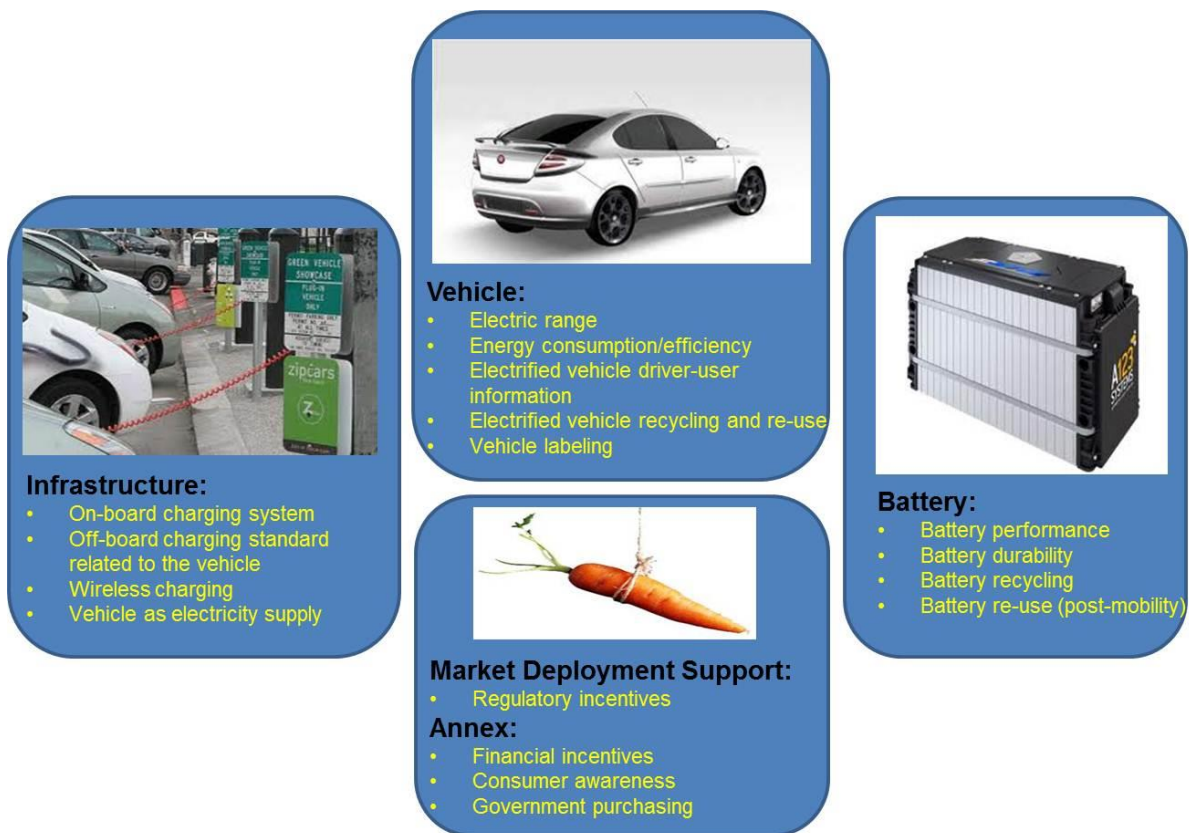 Vehicle:
• Electric range
• Energy consumption/efficiency
• Electrified vehicle driver-user
information
• Electrified vehicle recycling and re-use
• Vehicle labeling
GREEN VEHICLE
SHOWCASE
PLUG-IN
VEHICLE
ONLY
zipcars
Z
Infrastructure:
• On-board charging system
• Off-board charging standard
related to the vehicle
• Wireless charging
• Vehicle as electricity supply
A123
SYSTEMS
Battery:
• Battery performance
• Battery durability
• Battery recycling
• Battery re-use (post-mobility)
Market Deployment Support:
• Regulatory incentives
Annex:
• Financial incentives
• Consumer awareness
• Government purchasing